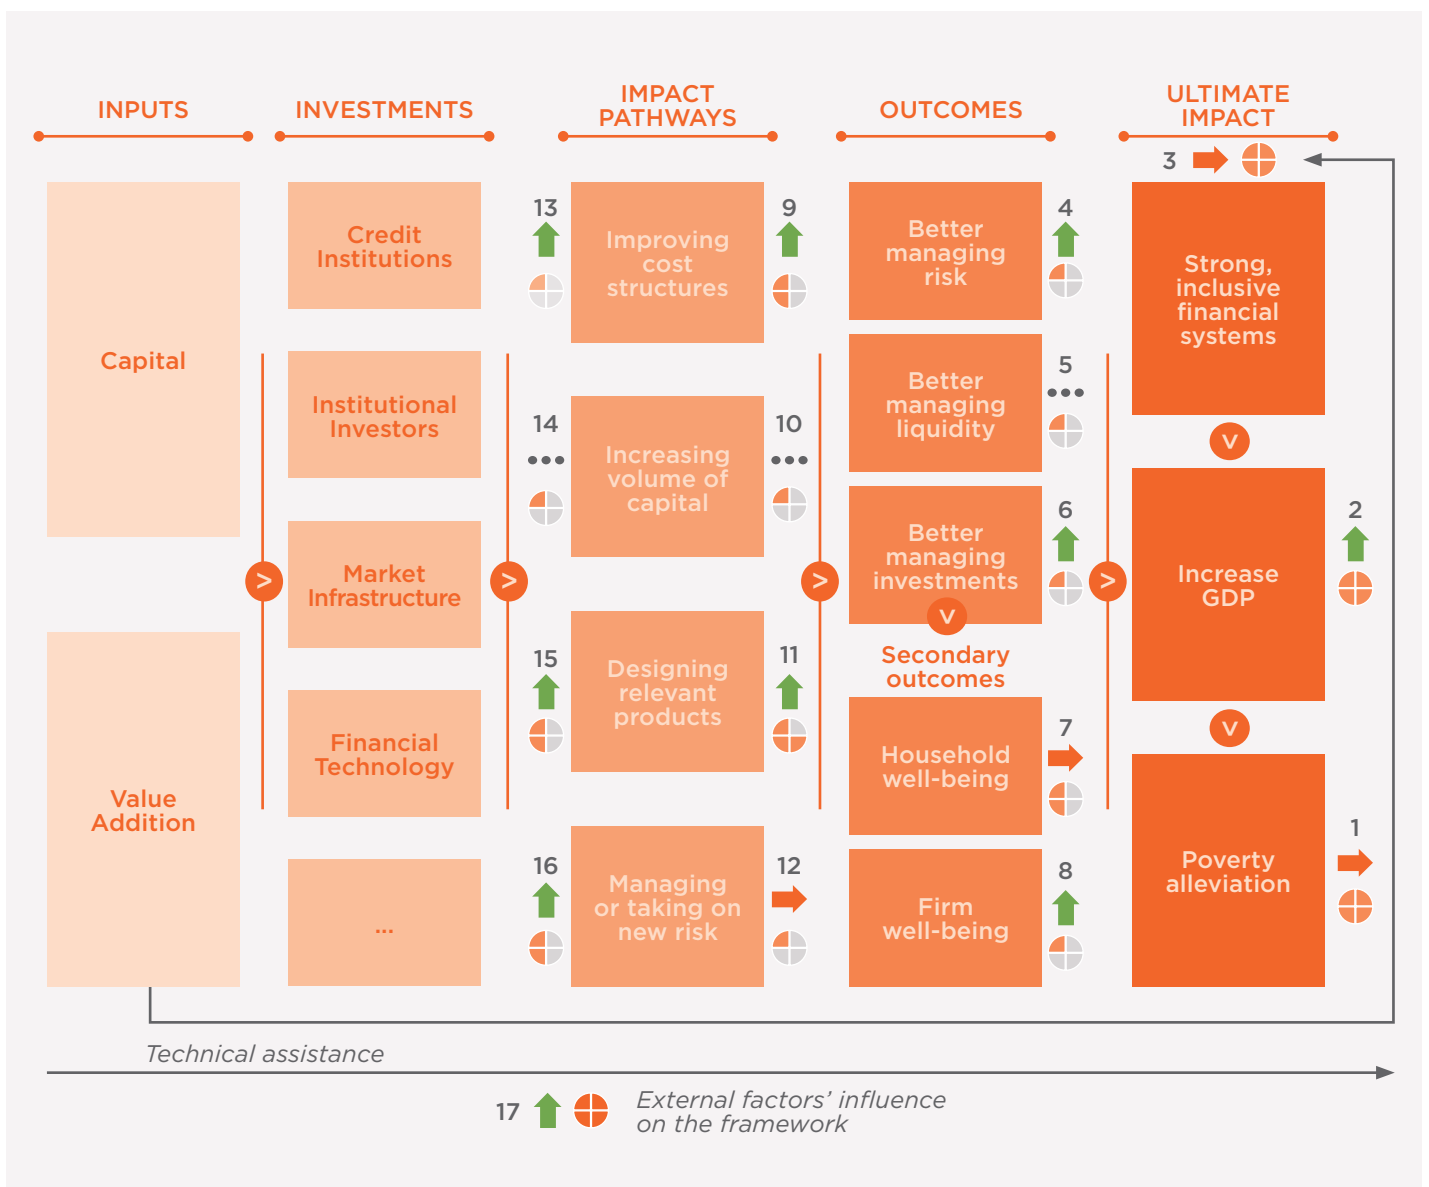 INPUTS
INVESTMENTS
IMPACT
PATHWAYS
OUTCOMES
ULTIMATE
IMPACT
Capital
Value
Addition
Credit
Institutions
Institutional
Investors
Market
Infrastructure
Financial
Technology
...
>
>
13
14
•••
15
16
Improving
cost
structures
Increasing
volume of
capital
Designing
relevant
products
Managing
or taking on
new risk
9
10
•••
11
12
>
Better
managing
risk
Better
managing
liquidity
Better
managing
investments
>
Secondary
outcomes
Household
well-being
Firm
well-being
4
5
•••
6
7
8
>
3
Strong,
inclusive
financial
systems
>
Increase
GDP
2
>
Poverty
alleviation
1
Technical assistance
17
External factors’ influence
on the framework